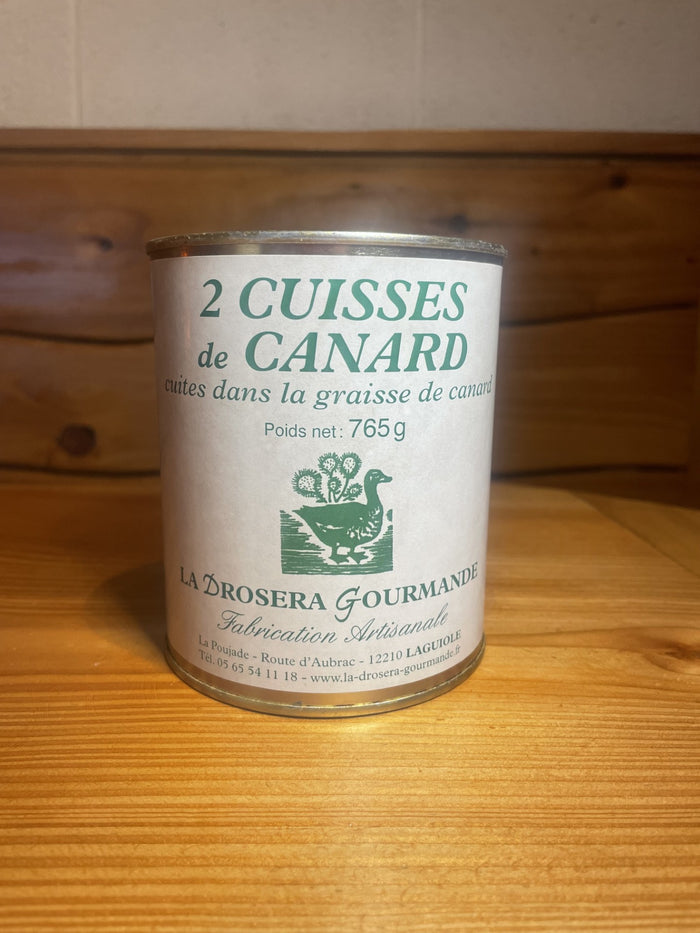 2 CUISSES
de CANARD
cuites dans la graisse de canard
Poids net : 765 g
LA DROSERA GOURMANDE
Fabrication Artisanale
La Poujade - Route d'Aubrac - 12210 LAGUIOLE
Tél. 05 65 54 11 18 - www.la-drosera-gourmande.fr